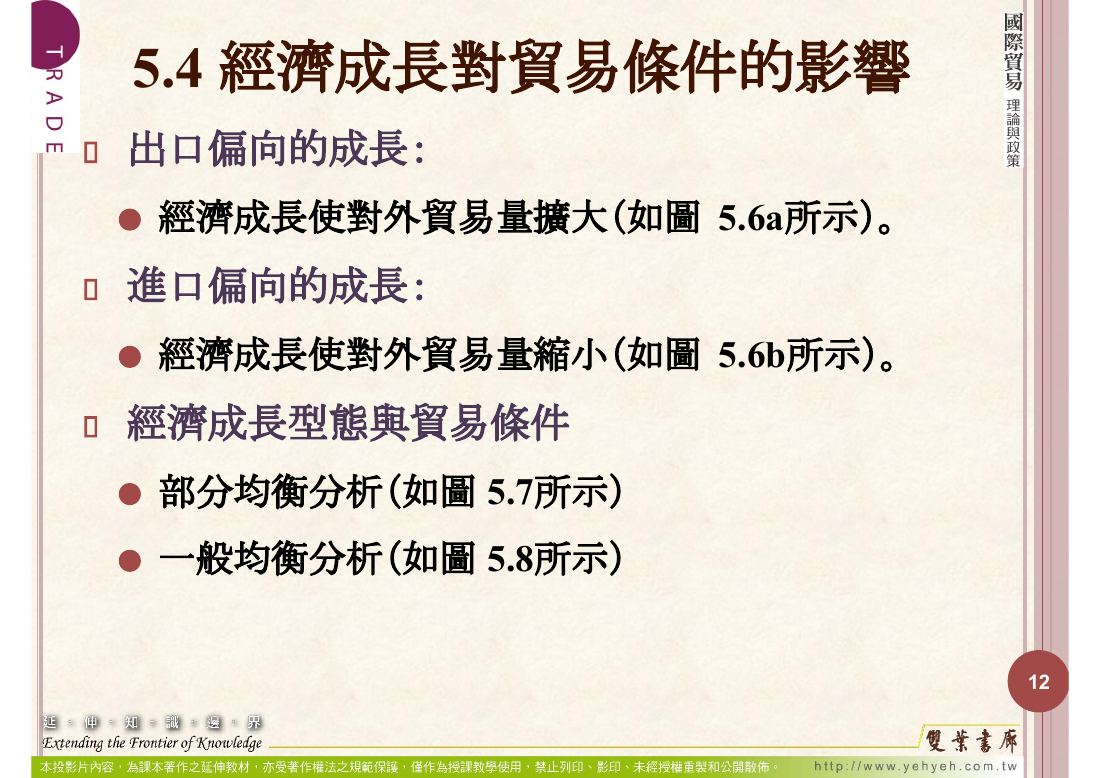 TRADE
5.4 經濟成長對貿易條件的影響
國際貿易 理論與政策
出口偏向的成長:
經濟成長使對外貿易量擴大(如圖 5.6a所示)。
進口偏向的成長:
經濟成長使對外貿易量縮小(如圖 5.6b所示)。
經濟成長型態與貿易條件
部分均衡分析(如圖 5.7所示)
一般均衡分析(如圖 5.8所示)
12
延。伸。知。識。邊。界
Extending the Frontier of Knowledge
雙葉書廊
本投影片內容,為課本著作之延伸教材,亦受著作權法之規範保護,僅作為授課教學使用,禁止列印、影印、未經授權重製和公開散佈。
http://www.yehyeh.com.tw